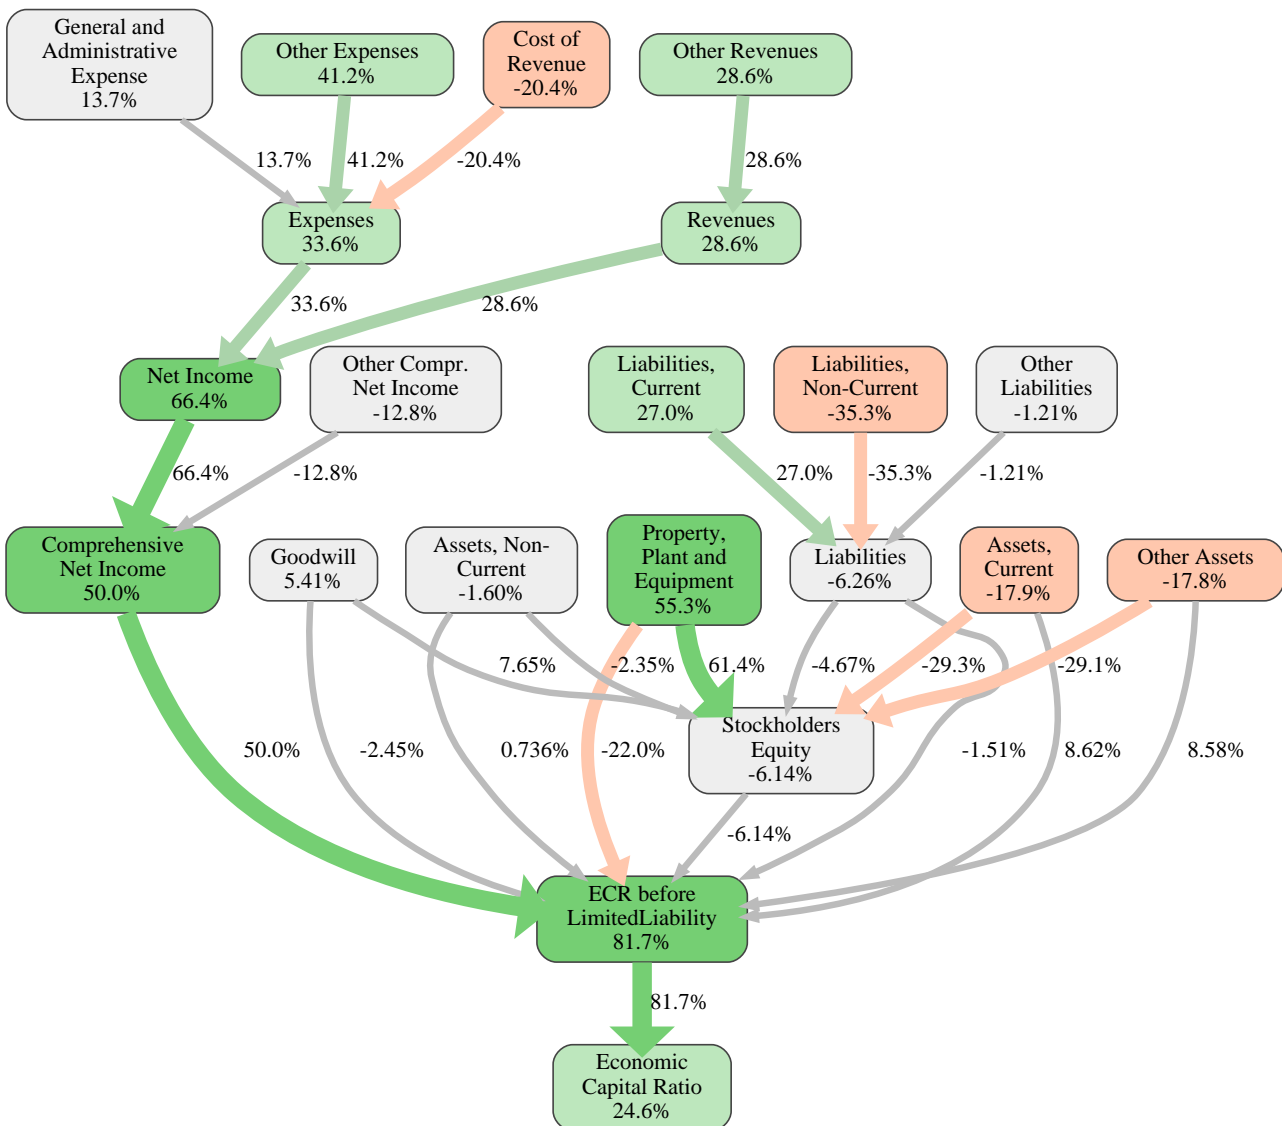 General and
Administrative
Expense
13.7%
Other Expenses
41.2%
Cost of
Revenue
-20.4%
Other Revenues
28.6%
13.7%
41.2%
-20.4%
28.6%
Expenses
33.6%
Revenues
28.6%
33.6%
28.6%
Net Income
66.4%
Other Compr.
Net Income
-12.8%
Liabilities,
Current
27.0%
Liabilities,
Non-Current
-35.3%
Other
Liabilities
-1.21%
66.4%
-12.8%
27.0%
-35.3%
-1.21%
Comprehensive
Net Income
50.0%
Goodwill
5.41%
Assets, Non-
Current
-1.60%
Property,
Plant and
Equipment
55.3%
Liabilities
-6.26%
Assets,
Current
-17.9%
Other Assets
-17.8%
7.65%
-2.35%
61.4%
-4.67%
-29.3%
-29.1%
Stockholders
Equity
-6.14%
50.0%
-2.45%
0.736%
-22.0%
-1.51%
8.62%
8.58%
-6.14%
ECR before
LimitedLiability
81.7%
81.7%
Economic
Capital Ratio
24.6%